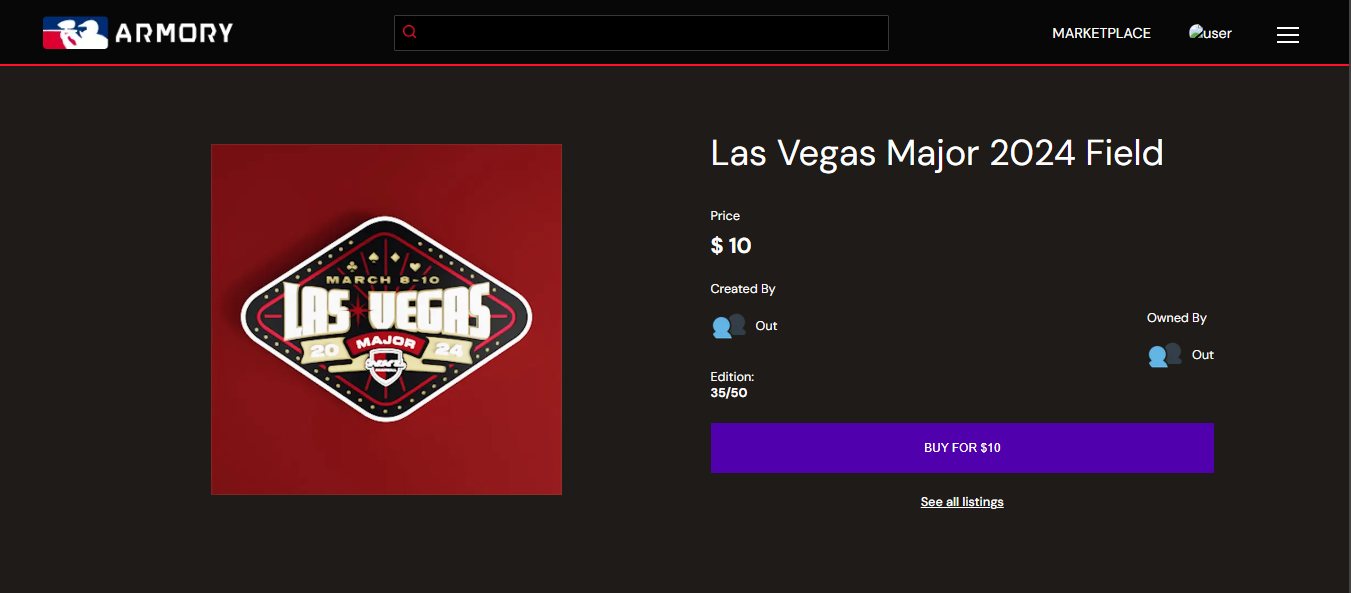 ARMORY
MARKETPLACE
user
Las Vegas Major 2024 Field
Price
$ 10
Created By
Out
Owned By
Out
Edition:
35/50
BUY FOR $10
See all listings
MARCH 8-10
LAS VEGAS
20 MAJOR 24